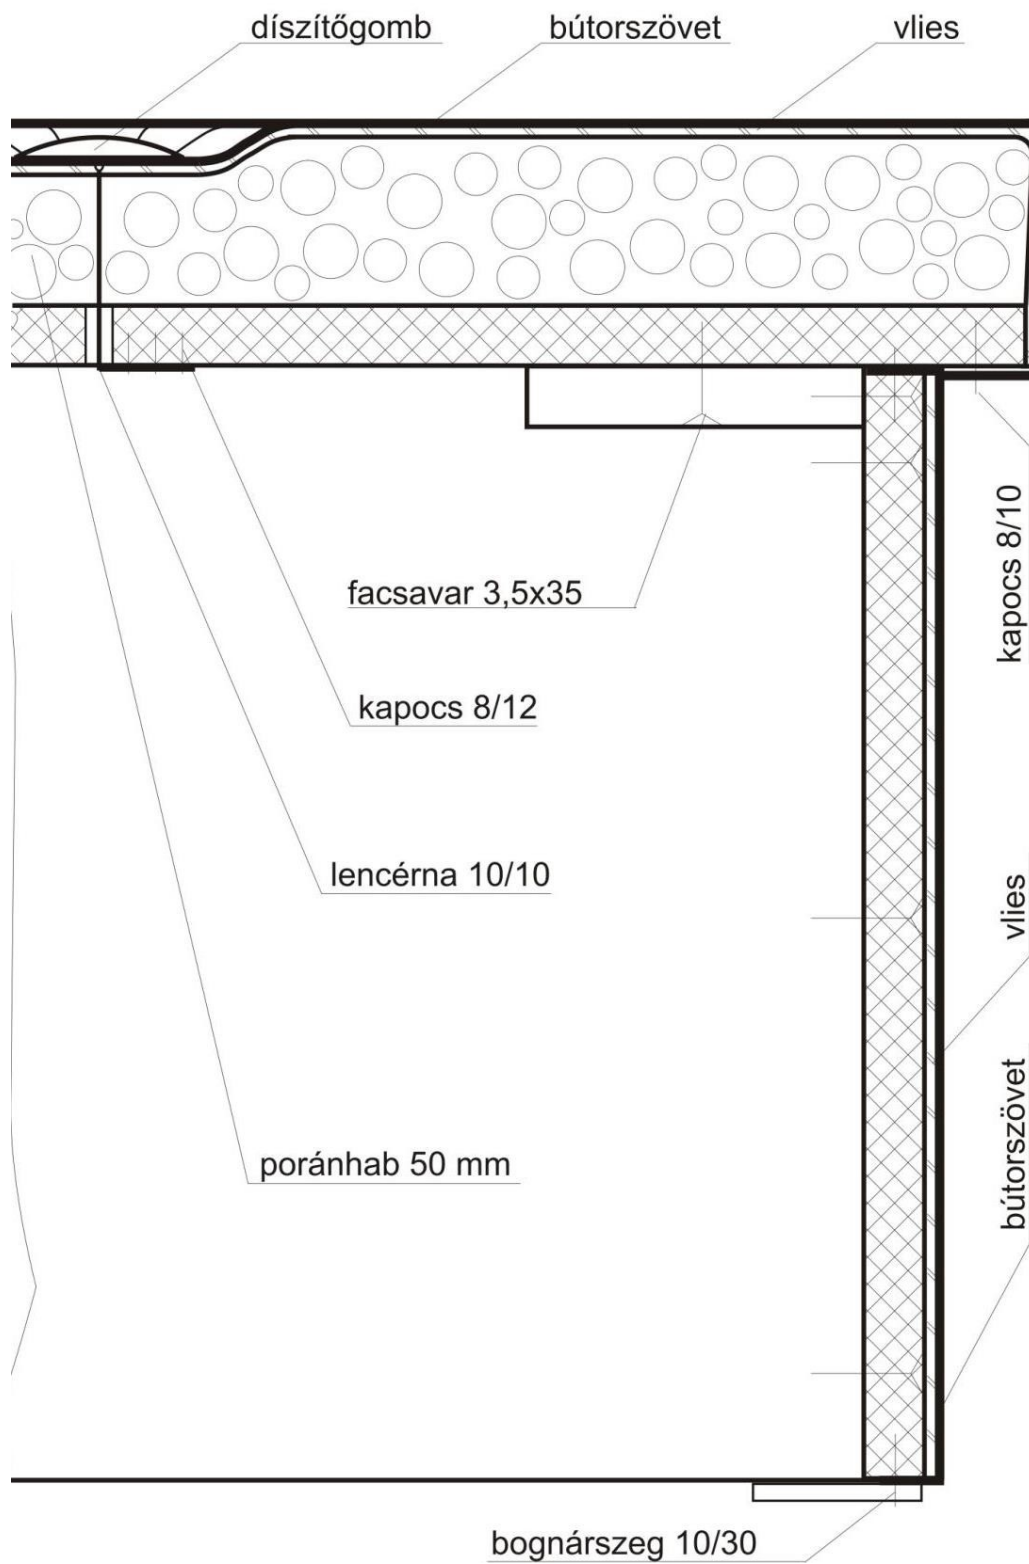 díszítőgomb
bútorszövet
vlies
facsavar 3,5x35
kapocs 8/10
kapocs 8/12
lencérna 10/10
vlies
poránhab 50 mm
bútorszövet
bognárszeg 10/30